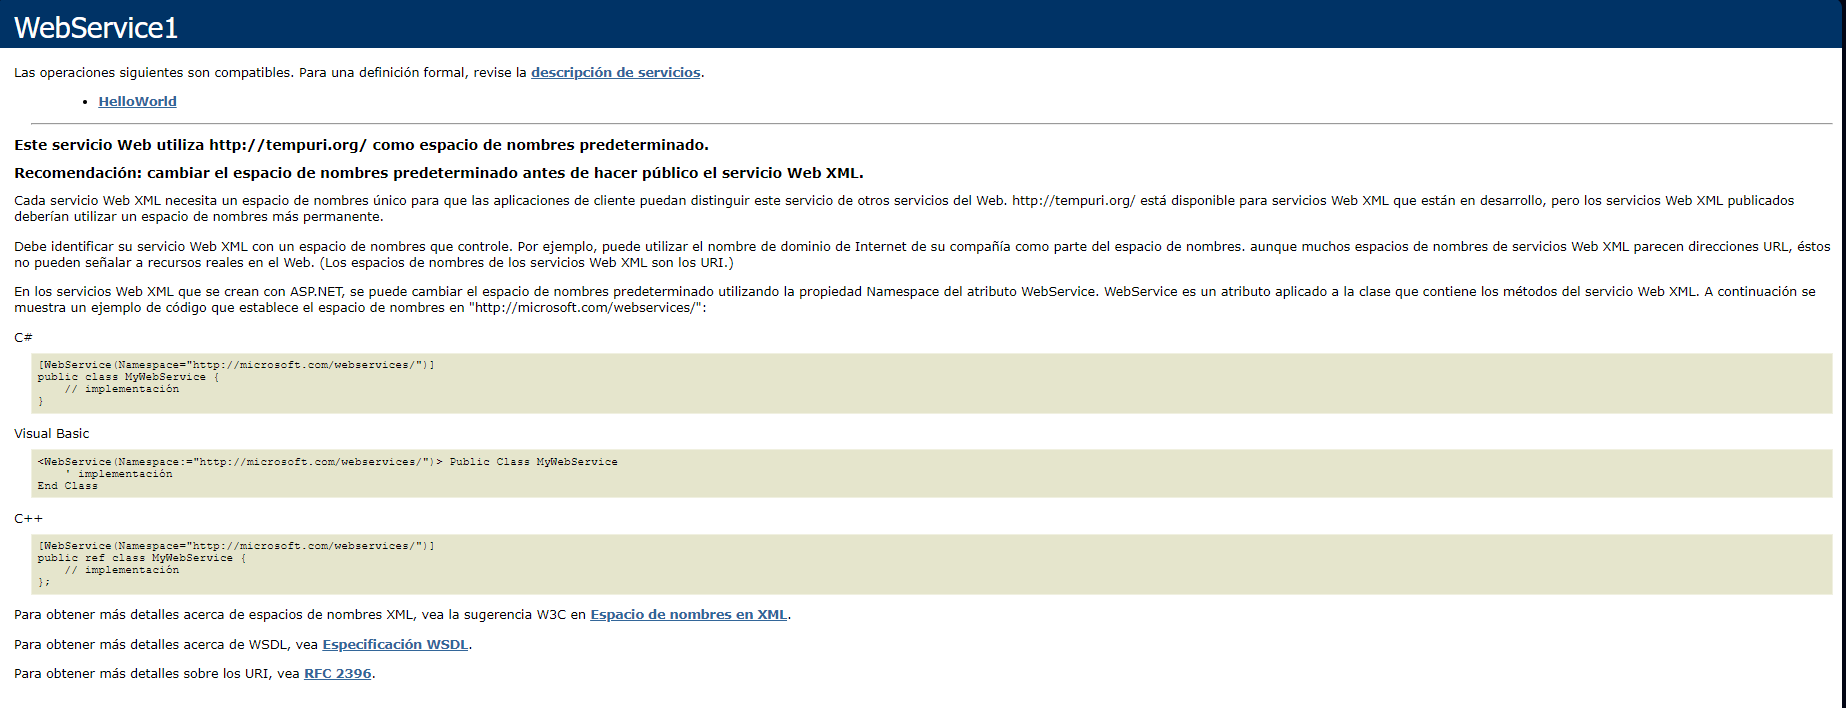 WebService1
Las operaciones siguientes son compatibles. Para una definición formal, revise la descripción de servicios.
• HelloWorld
Este servicio Web utiliza http://tempuri.org/ como espacio de nombres predeterminado.
Recomendación: cambiar el espacio de nombres predeterminado antes de hacer público el servicio Web XML.
Cada servicio Web XML necesita un espacio de nombres único para que las aplicaciones de cliente puedan distinguir este servicio de otros servicios del Web. http://tempuri.org/ está disponible para servicios Web XML que están en desarrollo, pero los servicios Web XML publicados
deberían utilizar un espacio de nombres más permanente.
Debe identificar su servicio Web XML con un espacio de nombres que controle. Por ejemplo, puede utilizar el nombre de dominio de Internet de su compañía como parte del espacio de nombres. aunque muchos espacios de nombres de servicios Web XML parecen direcciones URL, éstos
no pueden señalar a recursos reales en el Web. (Los espacios de nombres de los servicios Web XML son los URI.)
En los servicios Web XML que se crean con ASP.NET, se puede cambiar el espacio de nombres predeterminado utilizando la propiedad Namespace del atributo WebService. WebService es un atributo aplicado a la clase que contiene los métodos del servicio Web XML. A continuación se
muestra un ejemplo de código que establece el espacio de nombres en "http://microsoft.com/webservices/":
C#
[WebService(Namespace="http://microsoft.com/webservices/")]
public class MyWebService {
    // implementación
}
Visual Basic
<WebService(Namespace:="http://microsoft.com/webservices/")> Public Class MyWebService
    ' implementación
End Class
C++
[WebService(Namespace="http://microsoft.com/webservices/")]
public ref class MyWebService {
    // implementación
};
Para obtener más detalles acerca de espacios de nombres XML, vea la sugerencia W3C en Espacio de nombres en XML.
Para obtener más detalles acerca de WSDL, vea Especificación WSDL.
Para obtener más detalles sobre los URI, vea RFC 2396.